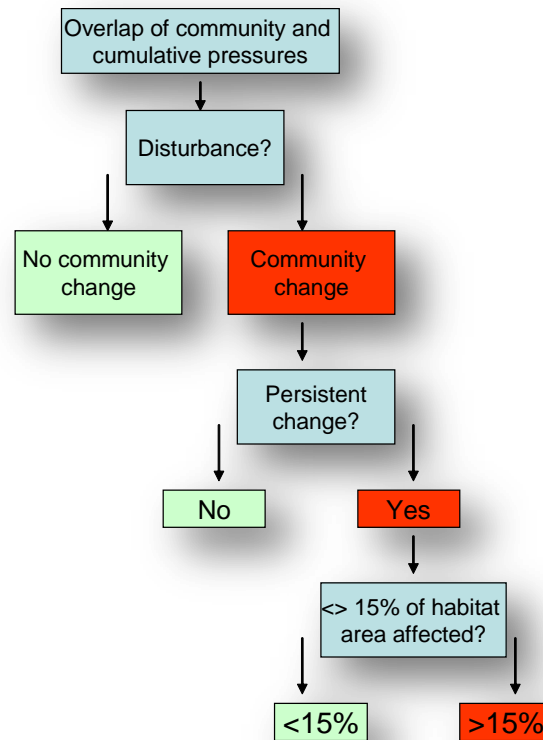 Overlap of community and
cumulative pressures
Disturbance?
No community
change
Community
change
Persistent
change?
No
Yes
<> 15% of habitat
area affected?
<15%
>15%